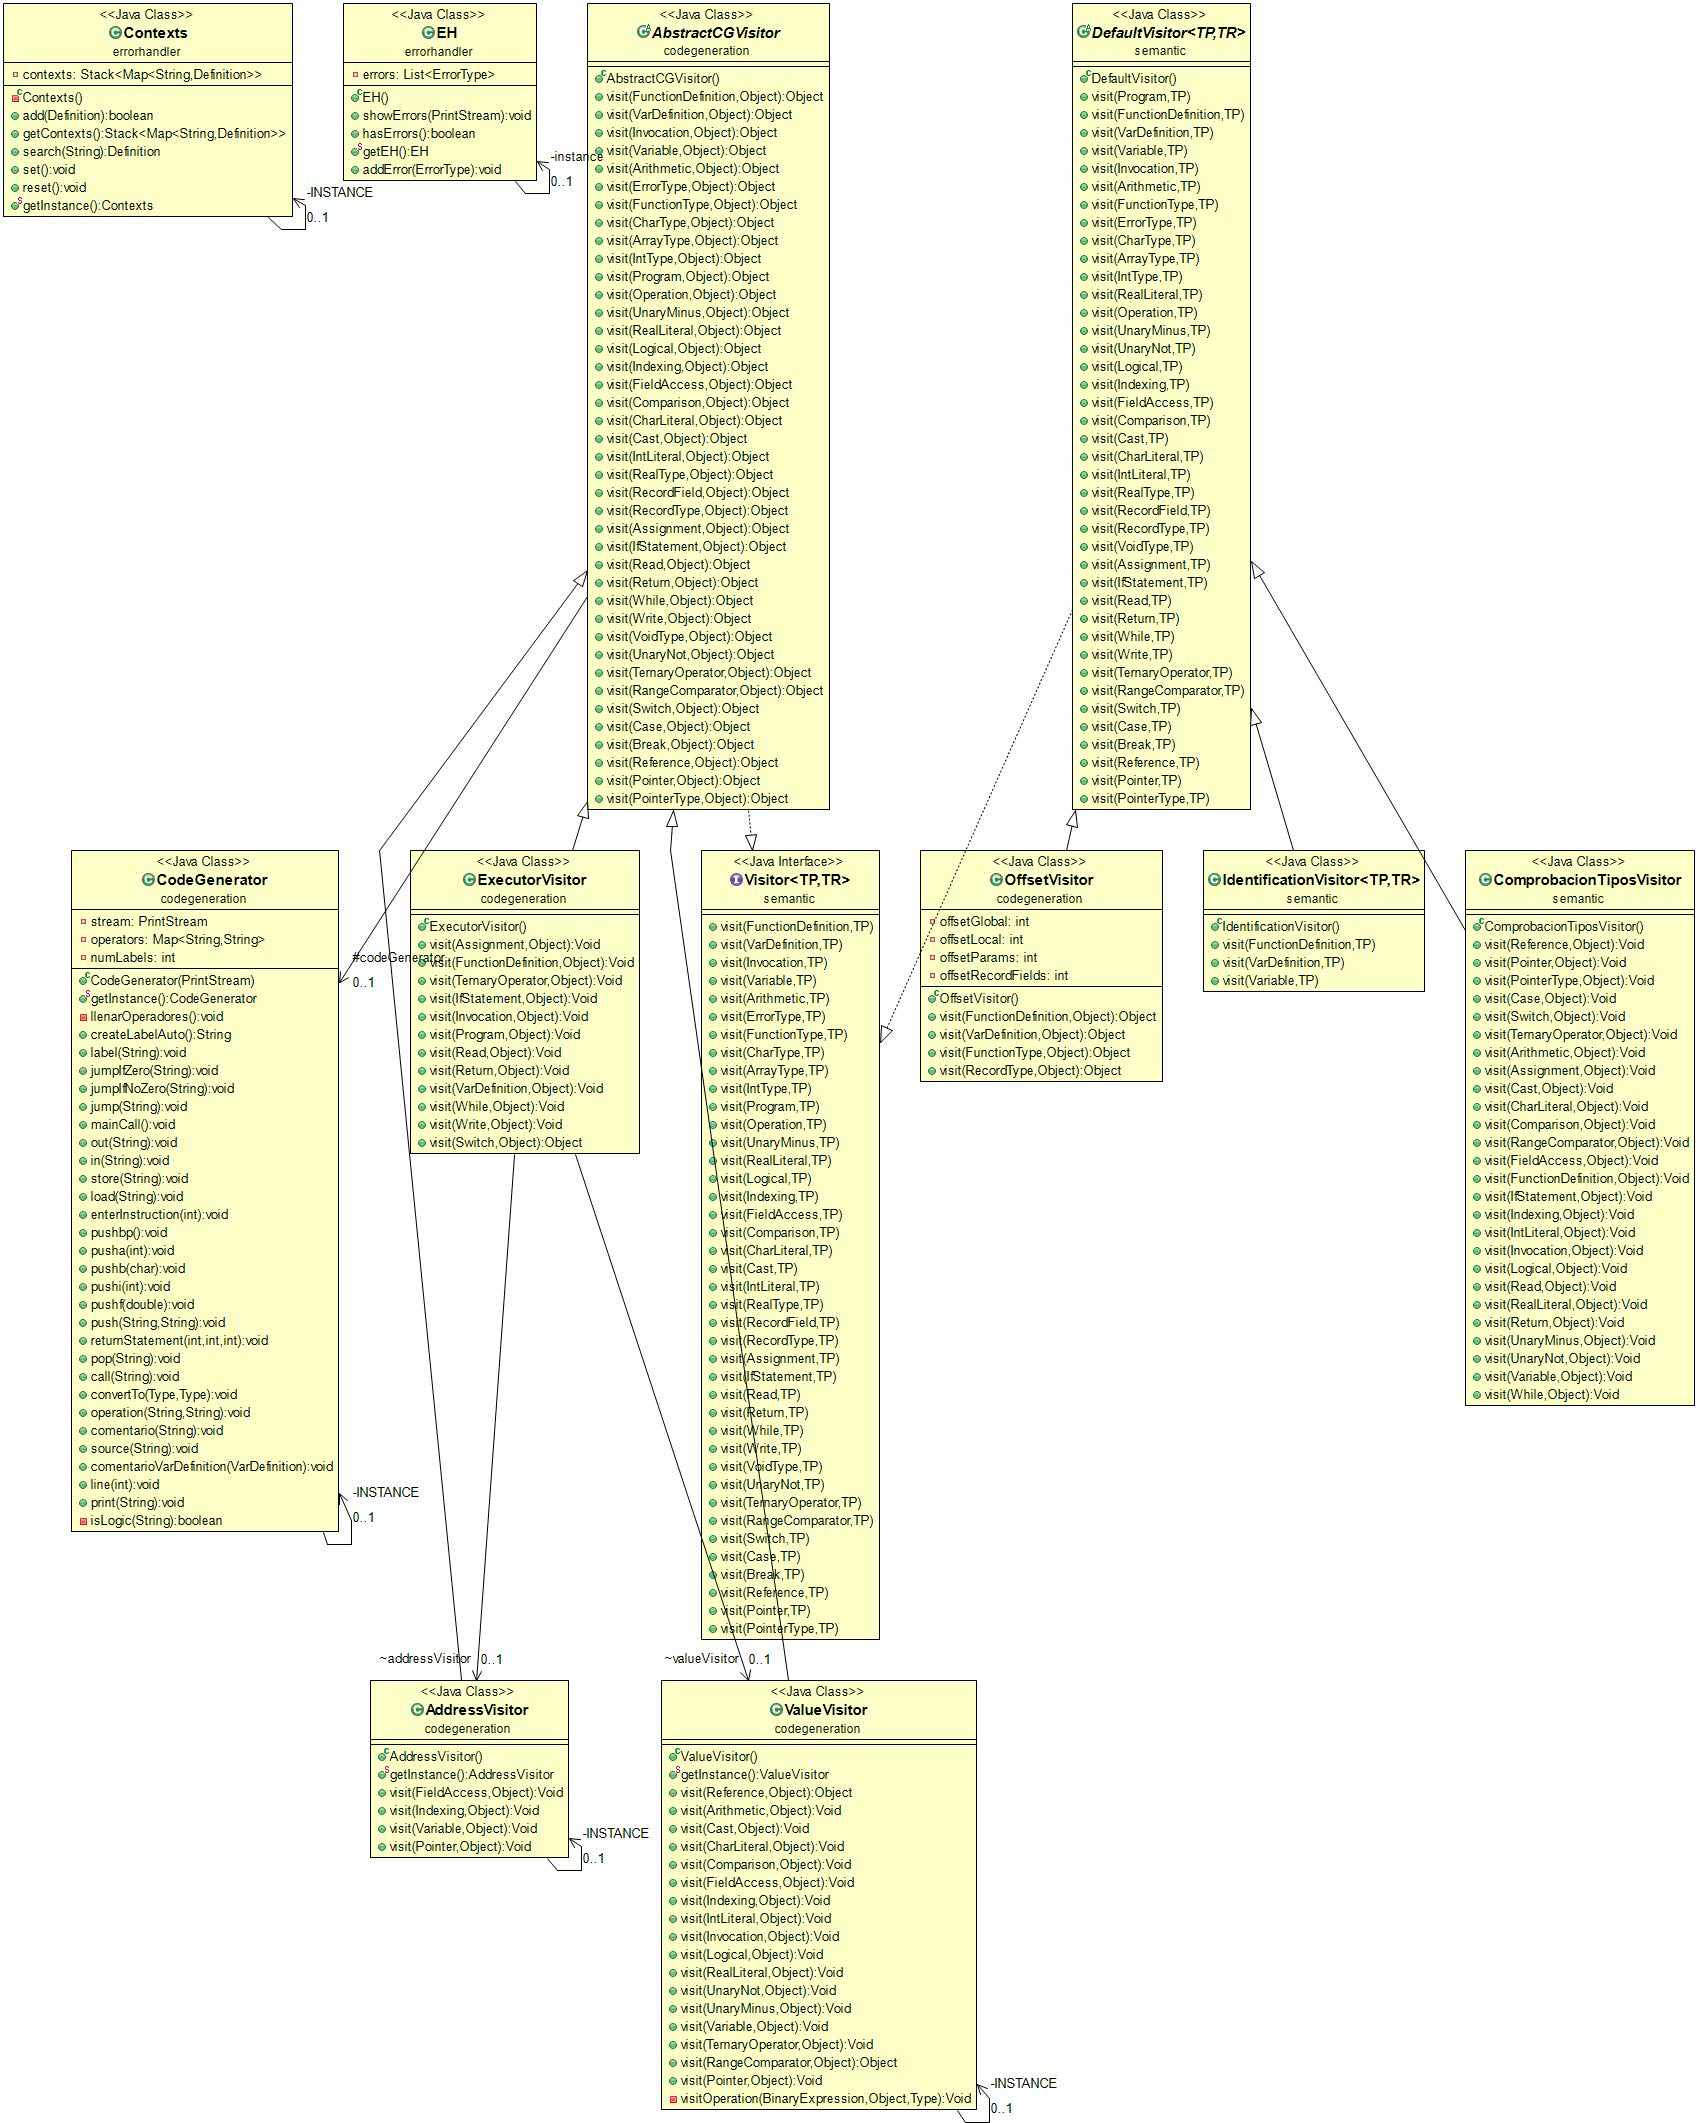 <<Java Class>>
Contexts
errorhandler
contexts: Stack<Map<String,Definition>>
Contexts()
add(Definition):boolean
getContexts():Stack<Map<String,Definition>>
search(String):Definition
set():void
reset():void
getInstance():Contexts
-INSTANCE
0..1
<<Java Class>>
EH
errorhandler
errors: List<ErrorType>
EH()
showErrors(PrintStream):void
hasErrors():boolean
getEH():EH
addError(ErrorType):void
-instance
0..1
<<Java Class>>
AbstractCGVisitor
codegeneration
AbstractCGVisitor()
visit(FunctionDefinition,Object):Object
visit(VarDefinition,Object):Object
visit(Invocation,Object):Object
visit(Variable,Object):Object
visit(Arithmetic,Object):Object
visit(ErrorType,Object):Object
visit(FunctionType,Object):Object
visit(CharType,Object):Object
visit(ArrayType,Object):Object
visit(IntType,Object):Object
visit(Program,Object):Object
visit(Operation,Object):Object
visit(UnaryMinus,Object):Object
visit(RealLiteral,Object):Object
visit(Logical,Object):Object
visit(Indexing,Object):Object
visit(FieldAccess,Object):Object
visit(Comparison,Object):Object
visit(CharLiteral,Object):Object
visit(Cast,Object):Object
visit(IntLiteral,Object):Object
visit(RealType,Object):Object
visit(RecordField,Object):Object
visit(RecordType,Object):Object
visit(Assignment,Object):Object
visit(IfStatement,Object):Object
visit(Read,Object):Object
visit(Return,Object):Object
visit(While,Object):Object
visit(Write,Object):Object
visit(VoidType,Object):Object
visit(UnaryNot,Object):Object
visit(TernaryOperator,Object):Object
visit(RangeComparator,Object):Object
visit(Switch,Object):Object
visit(Case,Object):Object
visit(Break,Object):Object
visit(Reference,Object):Object
visit(Pointer,Object):Object
visit(PointerType,Object):Object
<<Java Class>>
DefaultVisitor<TP,TR>
semantic
DefaultVisitor()
visit(Program,TP)
visit(FunctionDefinition,TP)
visit(VarDefinition,TP)
visit(Variable,TP)
visit(Invocation,TP)
visit(Arithmetic,TP)
visit(FunctionType,TP)
visit(ErrorType,TP)
visit(CharType,TP)
visit(ArrayType,TP)
visit(IntType,TP)
visit(RealLiteral,TP)
visit(Operation,TP)
visit(UnaryMinus,TP)
visit(UnaryNot,TP)
visit(Logical,TP)
visit(Indexing,TP)
visit(FieldAccess,TP)
visit(Comparison,TP)
visit(Cast,TP)
visit(CharLiteral,TP)
visit(IntLiteral,TP)
visit(RealType,TP)
visit(RecordField,TP)
visit(RecordType,TP)
visit(VoidType,TP)
visit(Assignment,TP)
visit(IfStatement,TP)
visit(Read,TP)
visit(Return,TP)
visit(While,TP)
visit(Write,TP)
visit(TernaryOperator,TP)
visit(RangeComparator,TP)
visit(Switch,TP)
visit(Case,TP)
visit(Break,TP)
visit(Reference,TP)
visit(Pointer,TP)
visit(PointerType,TP)
<<Java Class>>
CodeGenerator
codegeneration
stream: PrintStream
operators: Map<String,String>
numLabels: int
CodeGenerator(PrintStream)
getInstance():CodeGenerator
llenarOperadores():void
createLabelAuto():String
label(String):void
jumpIfZero(String):void
jumpIfNoZero(String):void
jump(String):void
mainCall():void
out(String):void
in(String):void
store(String):void
load(String):void
enterInstruction(int):void
pushbp():void
pusha(int):void
pushb(char):void
pushi(int):void
pushf(double):void
push(String,String):void
returnStatement(int,int,int):void
pop(String):void
call(String):void
convertTo(Type,Type):void
operation(String,String):void
comentario(String):void
source(String):void
comentarioVarDefinition(VarDefinition):void
line(int):void
print(String):void
isLogic(String):boolean
#codeGenerator
0..1
-INSTANCE
0..1
<<Java Class>>
ExecutorVisitor
codegeneration
ExecutorVisitor()
visit(Assignment,Object):Void
visit(FunctionDefinition,Object):Void
visit(TernaryOperator,Object):Void
visit(IfStatement,Object):Void
visit(Invocation,Object):Void
visit(Program,Object):Void
visit(Read,Object):Void
visit(Return,Object):Void
visit(VarDefinition,Object):Void
visit(While,Object):Void
visit(Write,Object):Void
visit(Switch,Object):Object
<<Java Interface>>
Visitor<TP,TR>
semantic
visit(FunctionDefinition,TP)
visit(VarDefinition,TP)
visit(Invocation,TP)
visit(Variable,TP)
visit(Arithmetic,TP)
visit(ErrorType,TP)
visit(FunctionType,TP)
visit(CharType,TP)
visit(ArrayType,TP)
visit(IntType,TP)
visit(Program,TP)
visit(Operation,TP)
visit(UnaryMinus,TP)
visit(RealLiteral,TP)
visit(Logical,TP)
visit(Indexing,TP)
visit(FieldAccess,TP)
visit(Comparison,TP)
visit(CharLiteral,TP)
visit(Cast,TP)
visit(IntLiteral,TP)
visit(RealType,TP)
visit(RecordField,TP)
visit(RecordType,TP)
visit(Assignment,TP)
visit(IfStatement,TP)
visit(Read,TP)
visit(Return,TP)
visit(While,TP)
visit(Write,TP)
visit(VoidType,TP)
visit(UnaryNot,TP)
visit(TernaryOperator,TP)
visit(RangeComparator,TP)
visit(Switch,TP)
visit(Case,TP)
visit(Break,TP)
visit(Reference,TP)
visit(Pointer,TP)
visit(PointerType,TP)
<<Java Class>>
OffsetVisitor
codegeneration
offsetGlobal: int
offsetLocal: int
offsetParams: int
offsetRecordFields: int
OffsetVisitor()
visit(FunctionDefinition,Object):Object
visit(VarDefinition,Object):Object
visit(FunctionType,Object):Object
visit(RecordType,Object):Object
<<Java Class>>
IdentificationVisitor<TP,TR>
semantic
IdentificationVisitor()
visit(FunctionDefinition,TP)
visit(VarDefinition,TP)
visit(Variable,TP)
<<Java Class>>
ComprobacionTiposVisitor
semantic
ComprobacionTiposVisitor()
visit(Reference,Object):Void
visit(Pointer,Object):Void
visit(PointerType,Object):Void
visit(Case,Object):Void
visit(Switch,Object):Void
visit(TernaryOperator,Object):Void
visit(Arithmetic,Object):Void
visit(Assignment,Object):Void
visit(Cast,Object):Void
visit(CharLiteral,Object):Void
visit(Comparison,Object):Void
visit(RangeComparator,Object):Void
visit(FieldAccess,Object):Void
visit(FunctionDefinition,Object):Void
visit(IfStatement,Object):Void
visit(Indexing,Object):Void
visit(IntLiteral,Object):Void
visit(Invocation,Object):Void
visit(Logical,Object):Void
visit(Read,Object):Void
visit(RealLiteral,Object):Void
visit(Return,Object):Void
visit(UnaryMinus,Object):Void
visit(UnaryNot,Object):Void
visit(Variable,Object):Void
visit(While,Object):Void
~addressVisitor
0..1
~valueVisitor
0..1
<<Java Class>>
AddressVisitor
codegeneration
AddressVisitor()
getInstance():AddressVisitor
visit(FieldAccess,Object):Void
visit(Indexing,Object):Void
visit(Variable,Object):Void
visit(Pointer,Object):Void
-INSTANCE
0..1
<<Java Class>>
ValueVisitor
codegeneration
ValueVisitor()
getInstance():ValueVisitor
visit(Reference,Object):Object
visit(Arithmetic,Object):Void
visit(Cast,Object):Void
visit(CharLiteral,Object):Void
visit(Comparison,Object):Void
visit(FieldAccess,Object):Void
visit(Indexing,Object):Void
visit(IntLiteral,Object):Void
visit(Invocation,Object):Void
visit(Logical,Object):Void
visit(RealLiteral,Object):Void
visit(UnaryNot,Object):Void
visit(UnaryMinus,Object):Void
visit(Variable,Object):Void
visit(TernaryOperator,Object):Void
visit(RangeComparator,Object):Object
visit(Pointer,Object):Void
visitOperation(BinaryExpression,Object,Type):Void
-INSTANCE
0..1